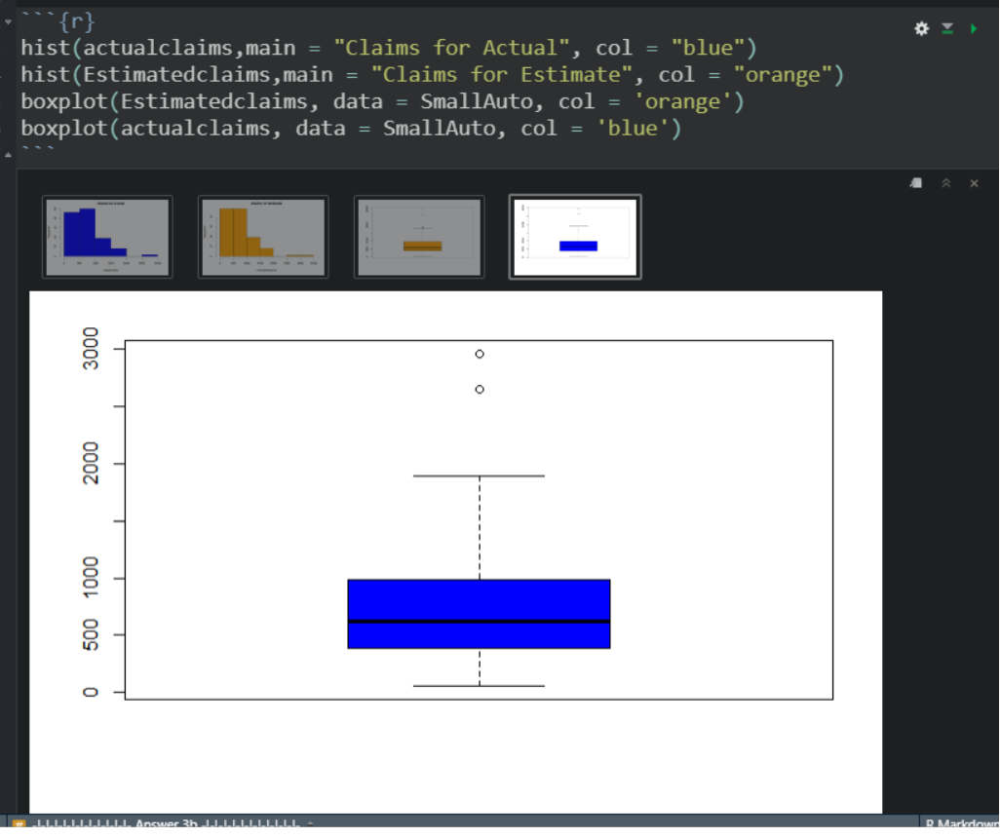 ```{r}
hist(actualclaims,main = "Claims for Actual", col = "blue")
hist(Estimatedclaims,main = "Claims for Estimate", col = "orange")
boxplot(Estimatedclaims, data = SmallAuto, col = 'orange')
boxplot(actualclaims, data = SmallAuto, col = 'blue')
```
3000
2000
1000
500
0
Answer 3b
R Markdown